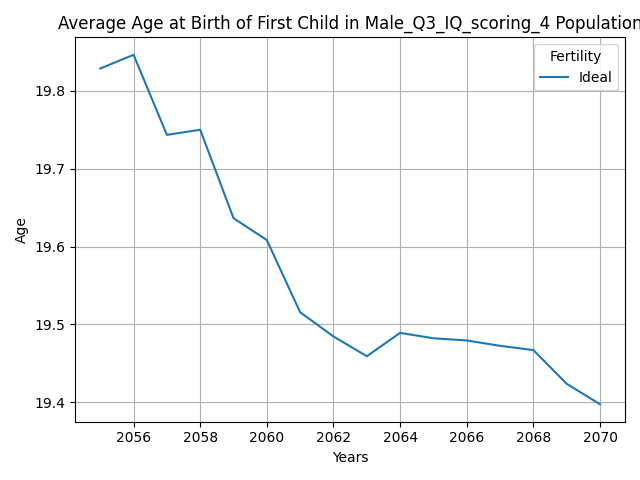 Average Age at Birth of First Child in Male_Q3_IQ_scoring_4 Population
Fertility
Ideal
19.8
19.7
19.6
19.5
19.4
Age
2056 2058 2060 2062 2064 2066 2068 2070
Years